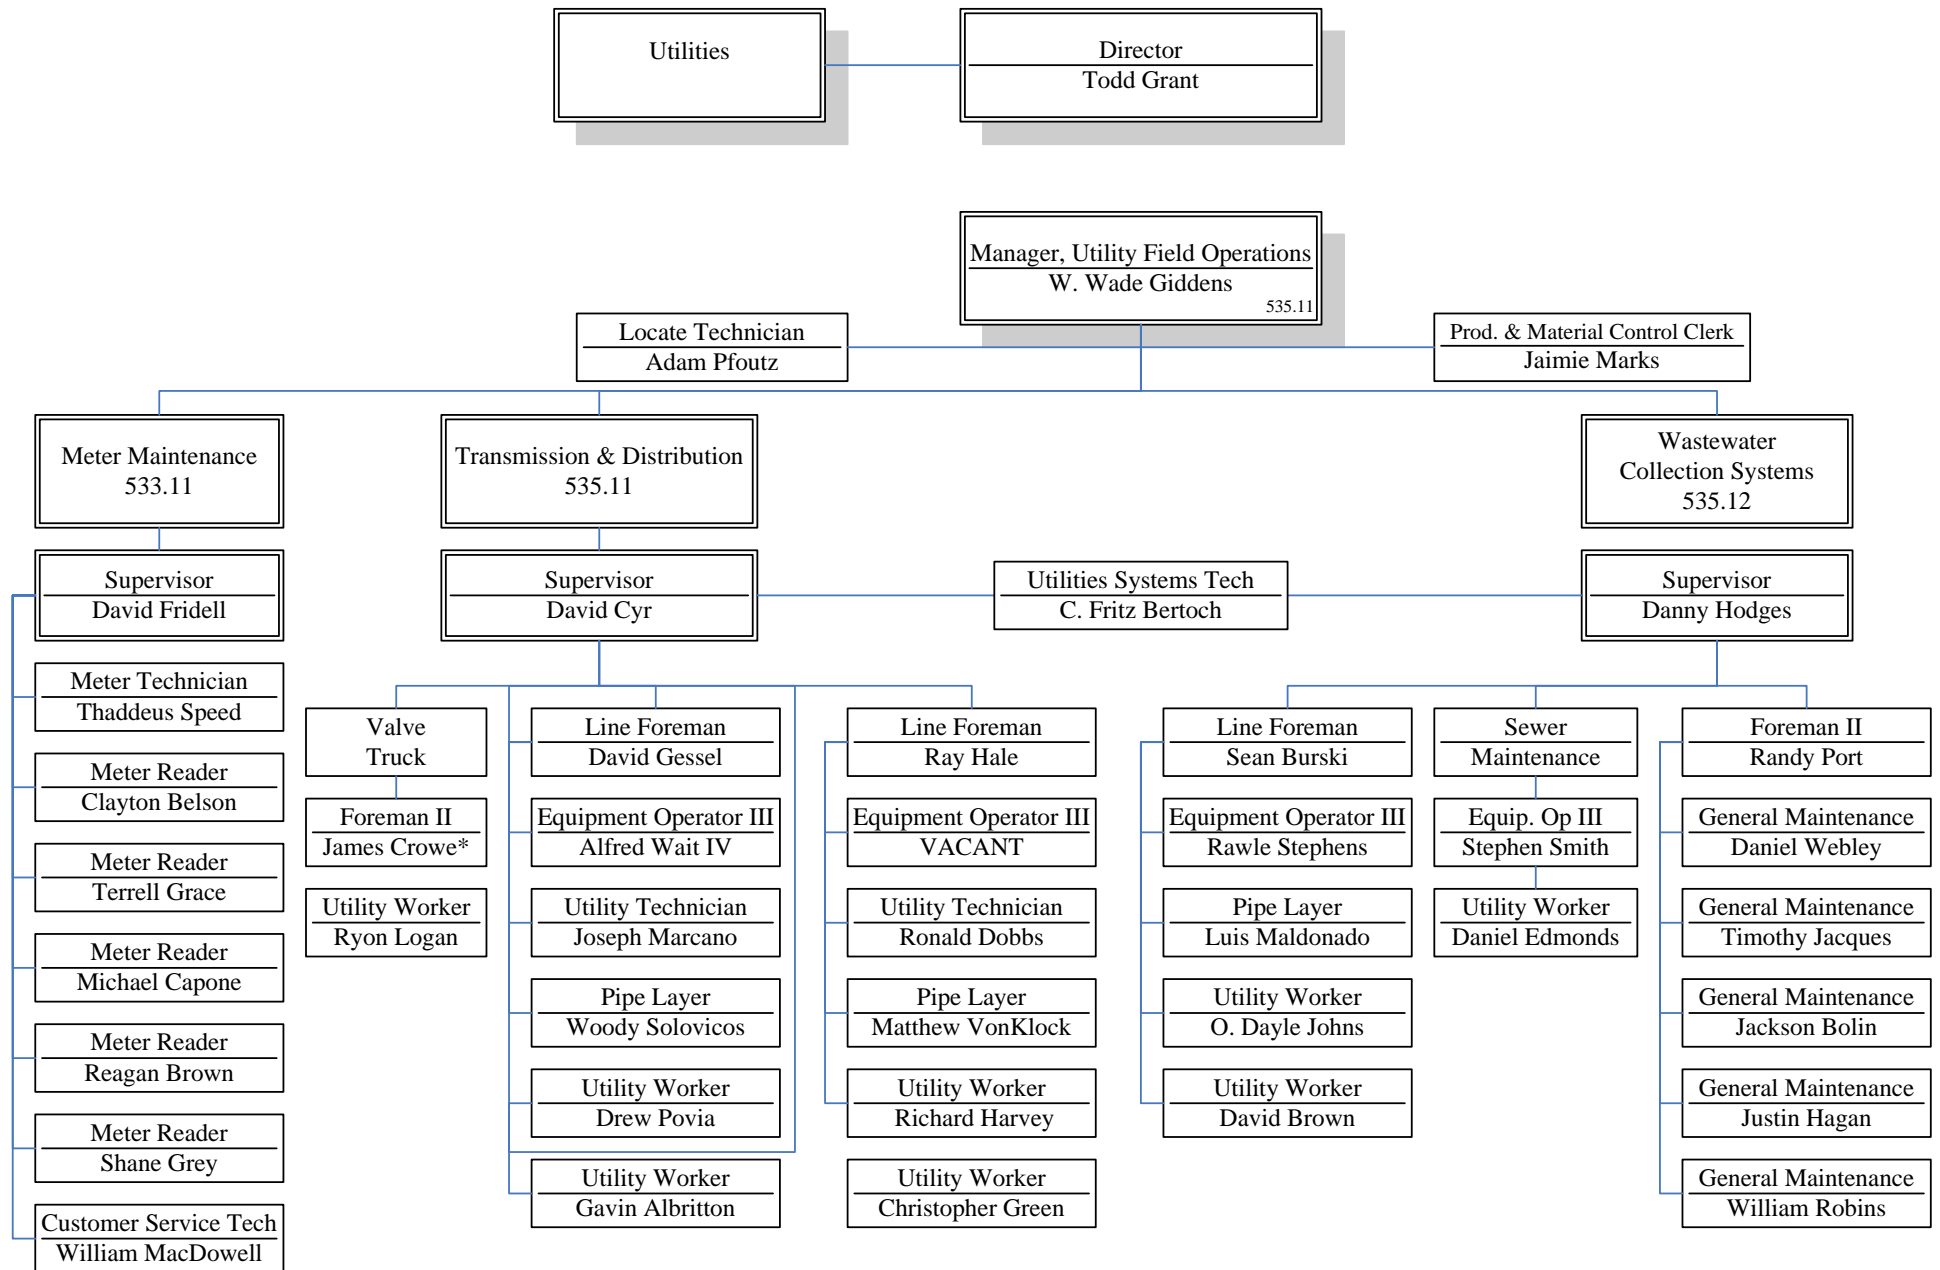 Utilities
Director
Todd Grant
Manager, Utility Field Operations
W. Wade Giddens
535.11
Locate Technician
Adam Pfoutz
Prod. & Material Control Clerk
Jaimie Marks
Meter Maintenance
533.11
Transmission & Distribution
535.11
Wastewater
Collection Systems
535.12
Supervisor
David Fridell
Supervisor
David Cyr
Utilities Systems Tech
C. Fritz Bertoch
Supervisor
Danny Hodges
Meter Technician
Thaddeus Speed
Meter Reader
Clayton Belson
Meter Reader
Terrell Grace
Meter Reader
Michael Capone
Meter Reader
Reagan Brown
Meter Reader
Shane Grey
Customer Service Tech
William MacDowell
Valve
Truck
Foreman II
James Crowe*
Utility Worker
Ryon Logan
Line Foreman
David Gessel
Equipment Operator III
Alfred Wait IV
Utility Technician
Joseph Marcano
Pipe Layer
Woody Solovicos
Utility Worker
Drew Povia
Utility Worker
Gavin Albritton
Line Foreman
Ray Hale
Equipment Operator III
VACANT
Utility Technician
Ronald Dobbs
Pipe Layer
Matthew VonKlock
Utility Worker
Richard Harvey
Utility Worker
Christopher Green
Line Foreman
Sean Burski
Equipment Operator III
Rawle Stephens
Pipe Layer
Luis Maldonado
Utility Worker
O. Dayle Johns
Utility Worker
David Brown
Sewer
Maintenance
Equip. Op III
Stephen Smith
Utility Worker
Daniel Edmonds
Foreman II
Randy Port
General Maintenance
Daniel Webley
General Maintenance
Timothy Jacques
General Maintenance
Jackson Bolin
General Maintenance
Justin Hagan
General Maintenance
William Robins